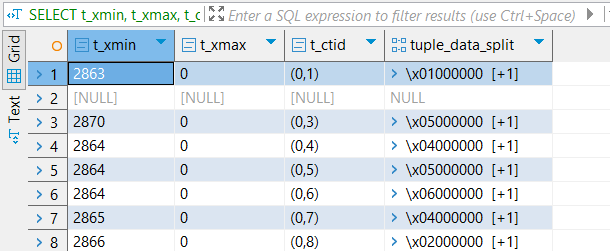 SELECT t_xmin, t_xmax, t_c Enter a SQL expression to filter results (use Ctrl+Space)
Grid
Text
t_xmin t_xmax t_ctid tuple_data_split
1 2863 0 (0,1) \x01000000 [+1]
2 [NULL] [NULL] [NULL] NULL
3 2870 0 (0,3) \x05000000 [+1]
4 2864 0 (0,4) \x04000000 [+1]
5 2864 0 (0,5) \x05000000 [+1]
6 2864 0 (0,6) \x06000000 [+1]
7 2865 0 (0,7) \x04000000 [+1]
8 2866 0 (0,8) \x02000000 [+1]